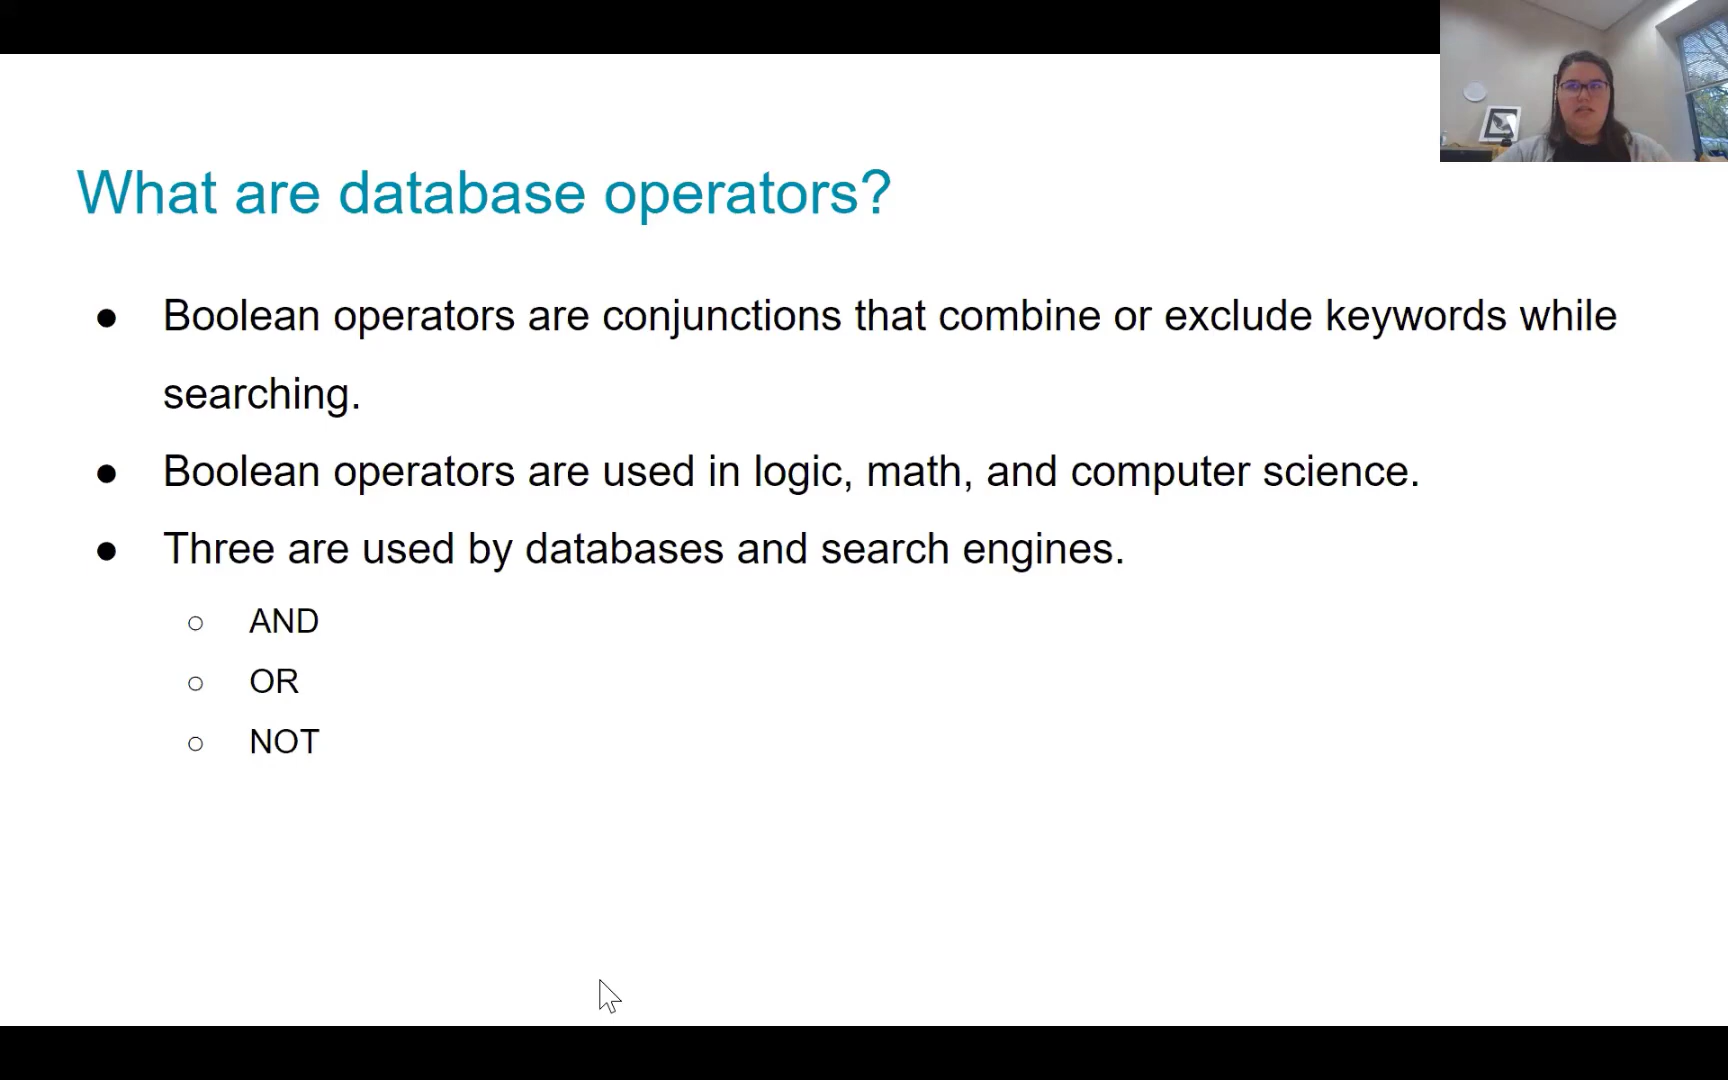 What are database operators?
● Boolean operators are conjunctions that combine or exclude keywords while
searching.
● Boolean operators are used in logic, math, and computer science.
● Three are used by databases and search engines.
○ AND
○ OR
○ NOT